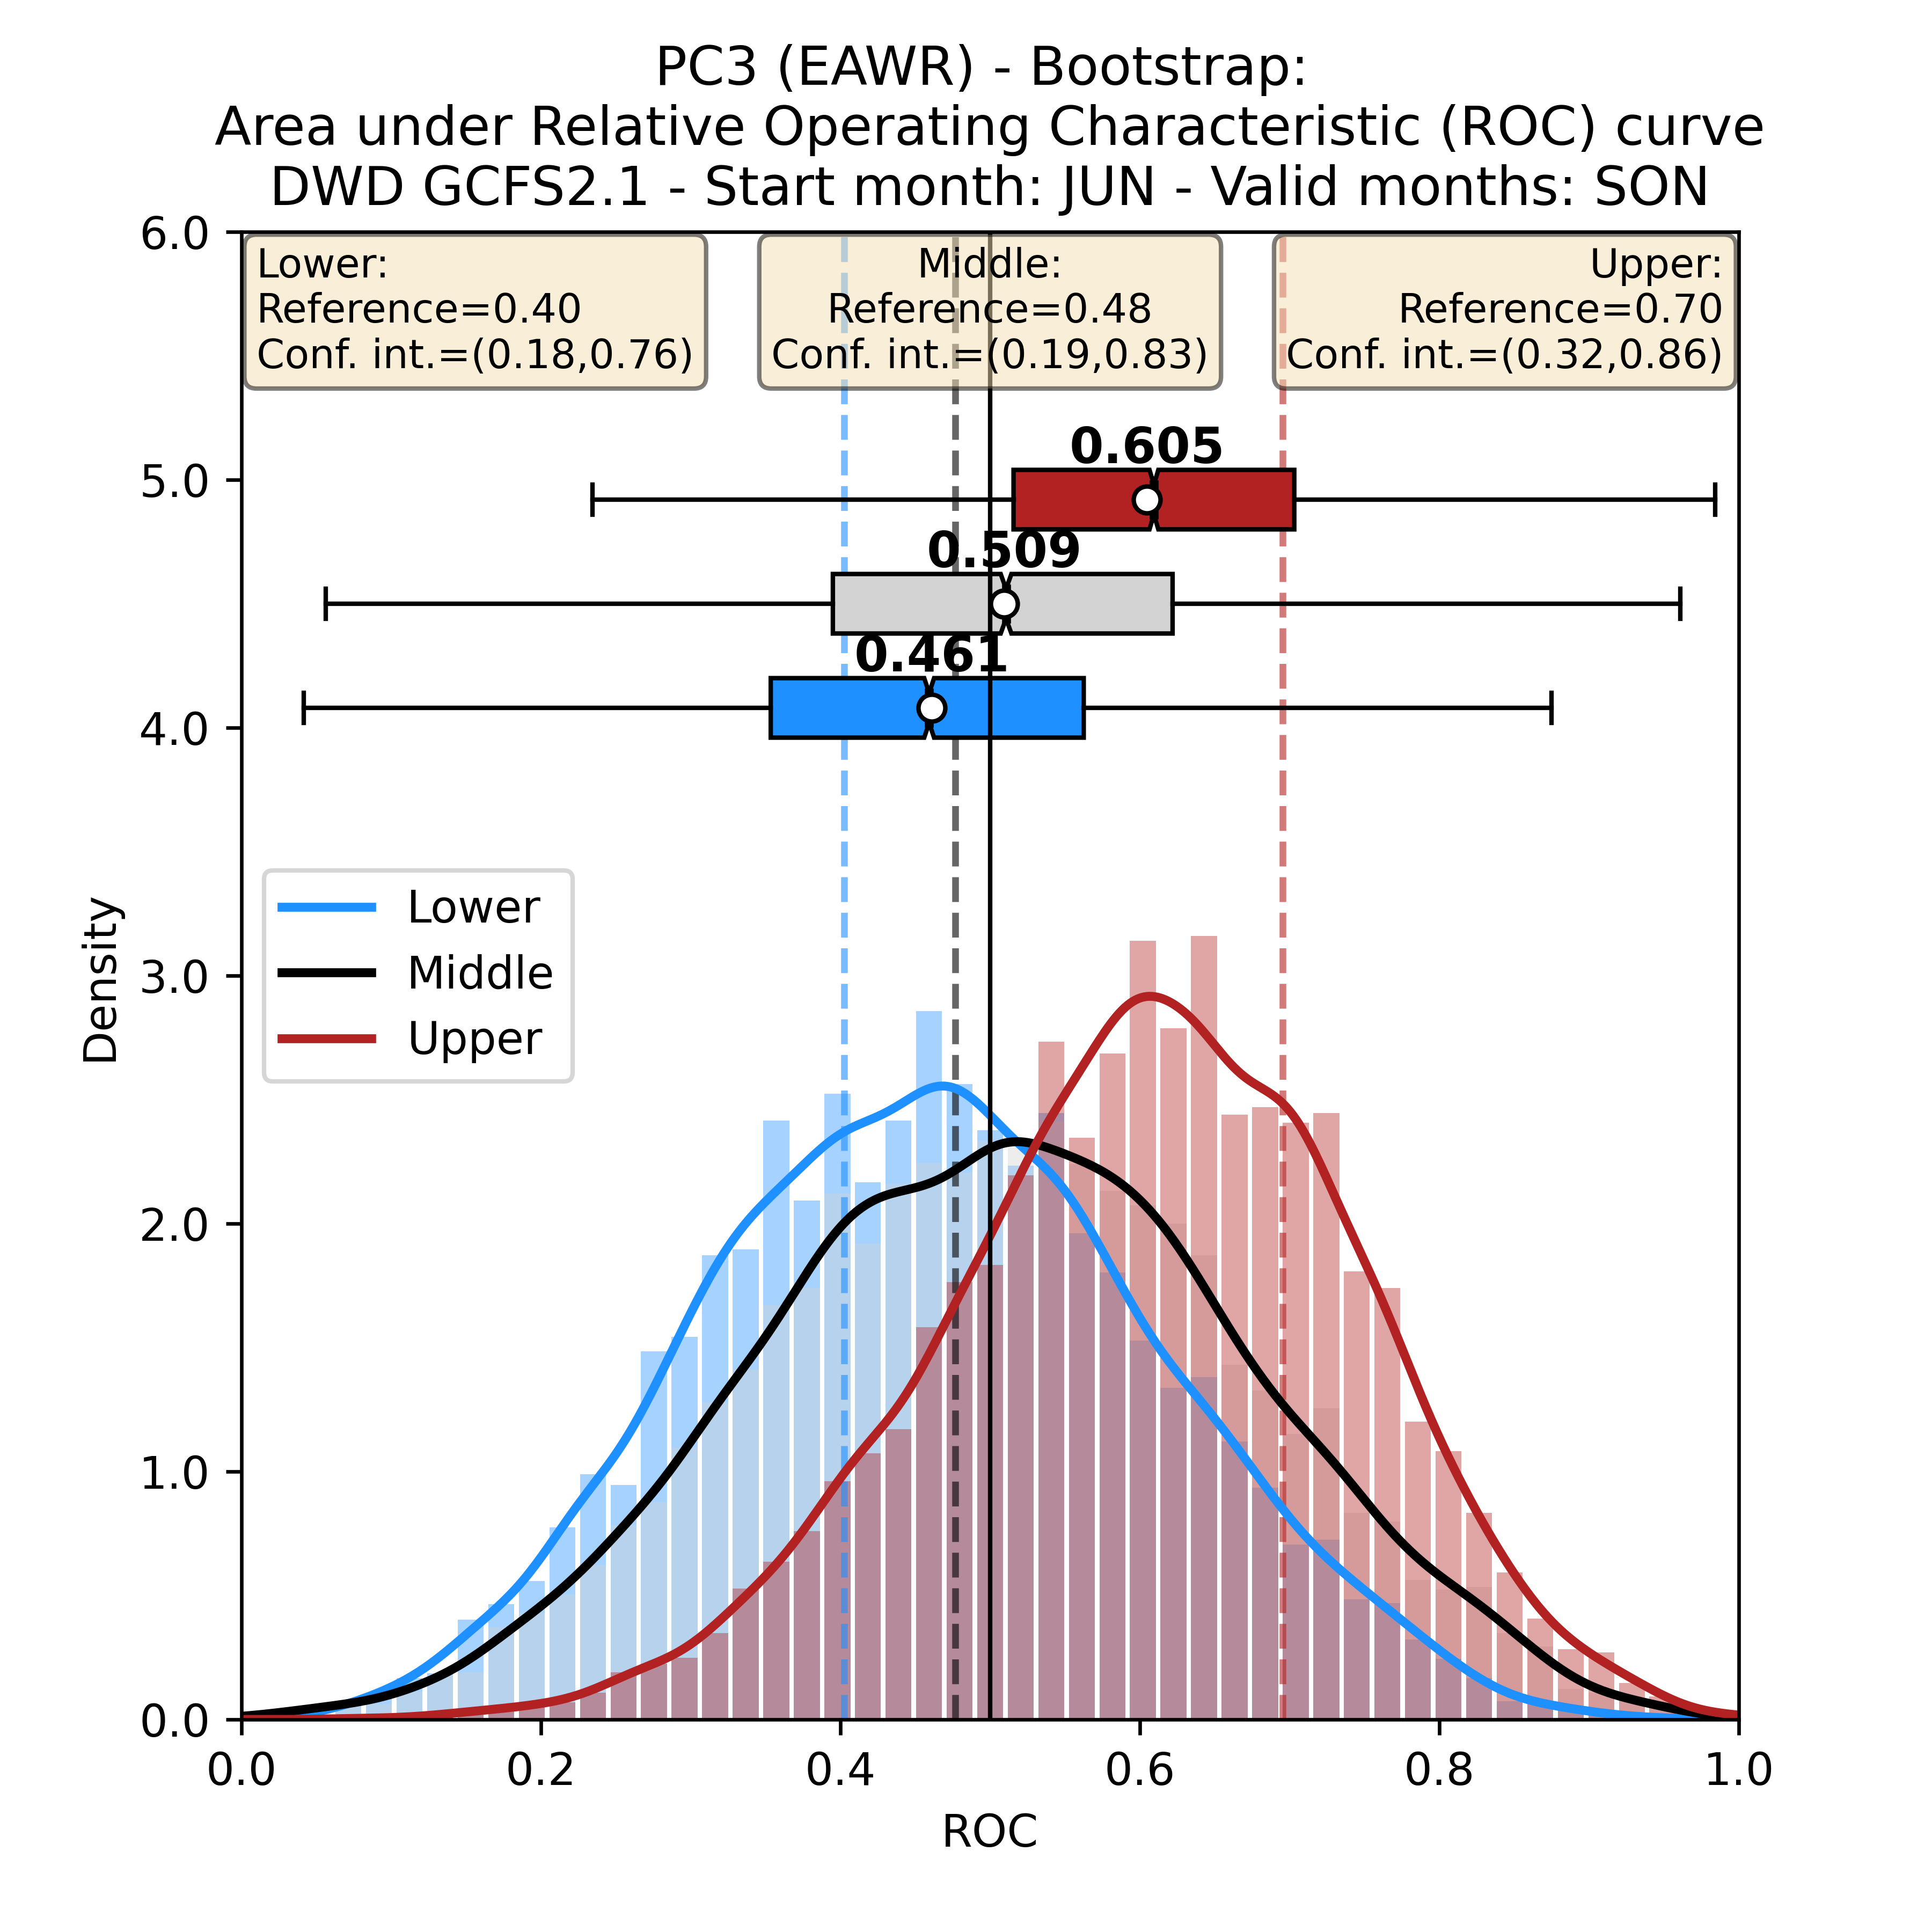 PC3 (EAWR) - Bootstrap:
Area under Relative Operating Characteristic (ROC) curve
DWD GCFS2.1 - Start month: JUN - Valid months: SON
6.0
5.0
4.0
3.0
2.0
1.0
0.0
Density
Lower:
Reference=0.40
Conf. int.=(0.18,0.76)
Middle:
Reference=0.48
Conf. int.=(0.19,0.83)
Upper:
Reference=0.70
Conf. int.=(0.32,0.86)
0.605
0.509
0.461
Lower
Middle
Upper
0.0
0.2
0.4
0.6
0.8
1.0
ROC